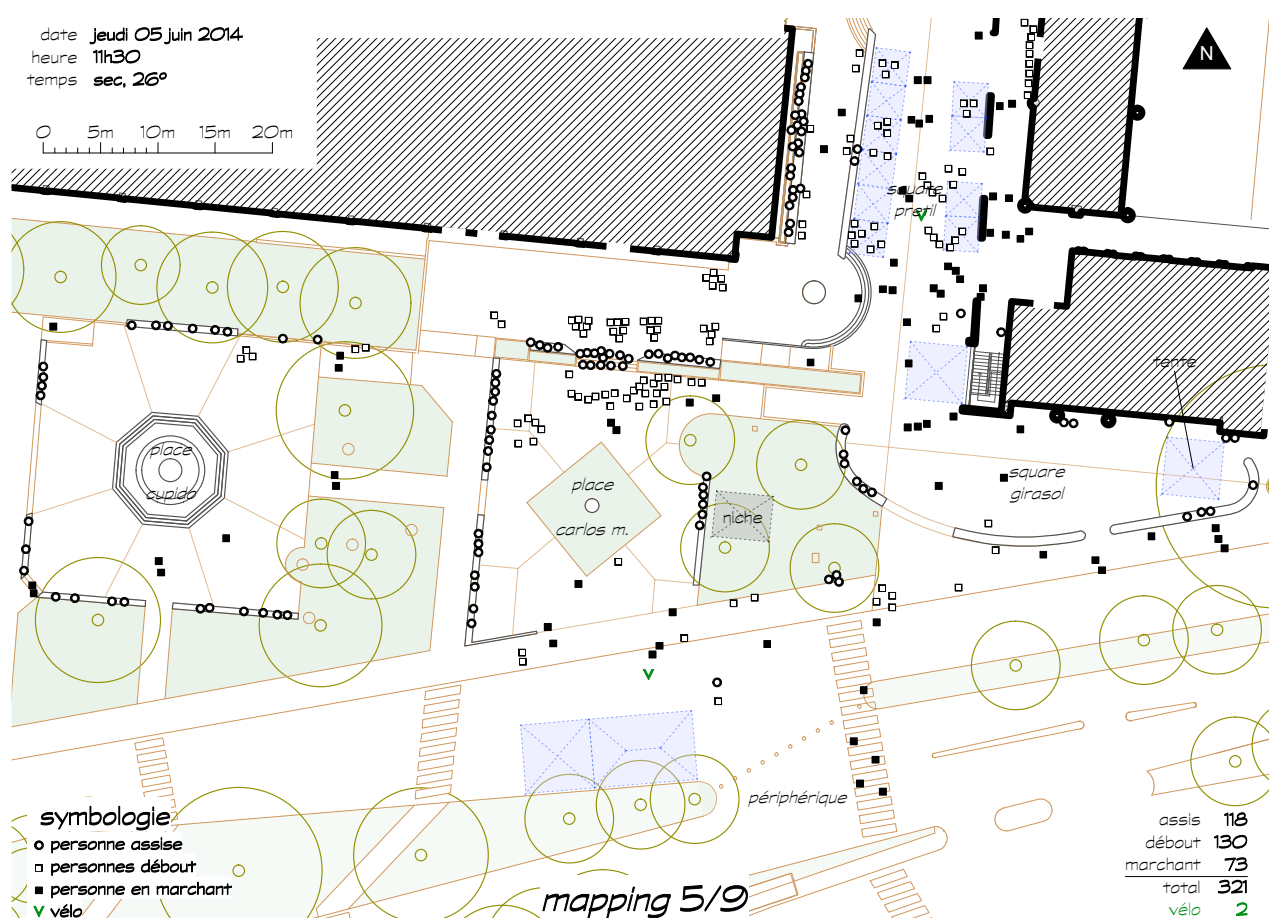 date jeudi 05 juin 2014
heure 11h30
temps sec, 26°
0 5m 10m 15m 20m
N
square
pretil
tente
place
cupido
square
girasol
place
carlos m.
niche
périphérique
symbologie
personne assise
personnes débout
personne en marchant
vélo
mapping 5/9
assis 118
débout 130
marchant 73
total 321
vélo 2